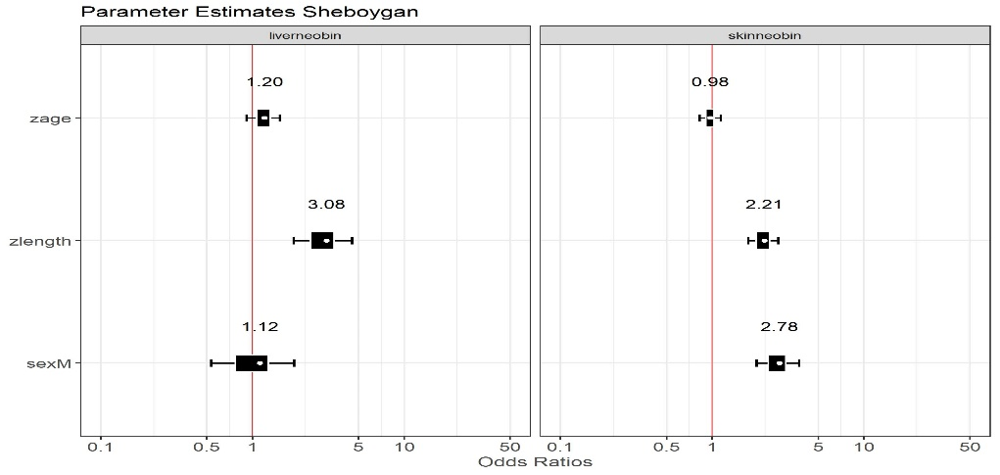 Parameter Estimates Sheboygan
liverneobin
skinneobin
1.20
0.98
zage
3.08
2.21
zlength
1.12
2.78
sexM
0.1 0.5 1 5 10 50
0.1 0.5 1 5 10 50
Odds Ratios